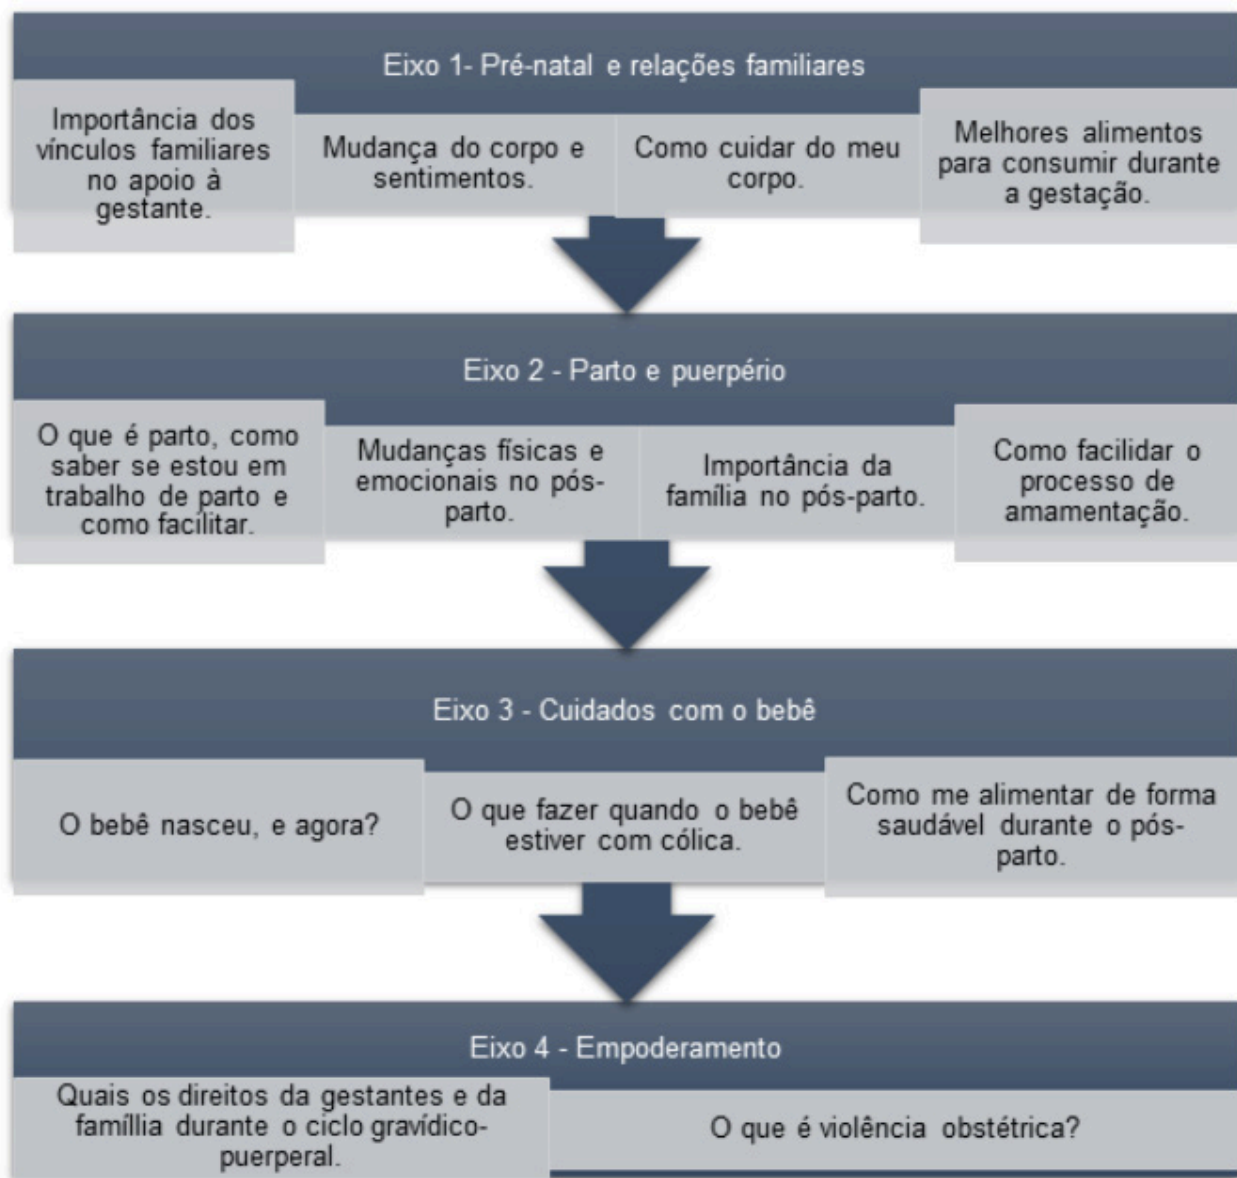 Eixo 1- Pré-natal e relações familiares
Importância dos
vínculos familiares
no apoio à
gestante.
Mudança do corpo e
sentimentos.
Como cuidar do meu
corpo.
Melhores alimentos
para consumir durante
a gestação.
Eixo 2 - Parto e puerpério
O que é parto, como
saber se estou em
trabalho de parto e
como facilitar.
Mudanças físicas e
emocionais no pós-
parto.
Importância da
família no pós-parto.
Como facilidar o
processo de
amamentação.
Eixo 3 - Cuidados com o bebê
O bebê nasceu, e agora?
O que fazer quando o bebê
estiver com cólica.
Como me alimentar de forma
saudável durante o pós-
parto.
Eixo 4 - Empoderamento
Quais os direitos da gestantes e da
famíllia durante o ciclo gravídico-
puerperal.
O que é violência obstétrica?